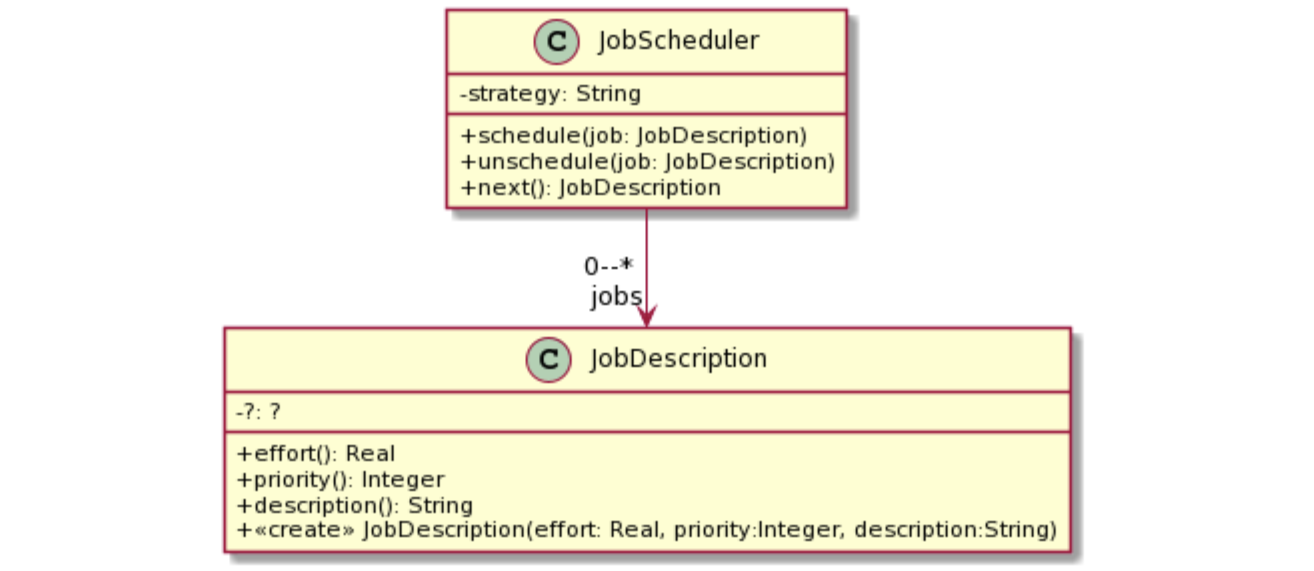 C JobScheduler
-strategy: String
+schedule(job: JobDescription)
+unschedule(job: JobDescription)
+next(): JobDescription
0--*
jobs
C JobDescription
-?: ?
+effort(): Real
+priority(): Integer
+description(): String
+«create» JobDescription(effort: Real, priority:Integer, description:String)